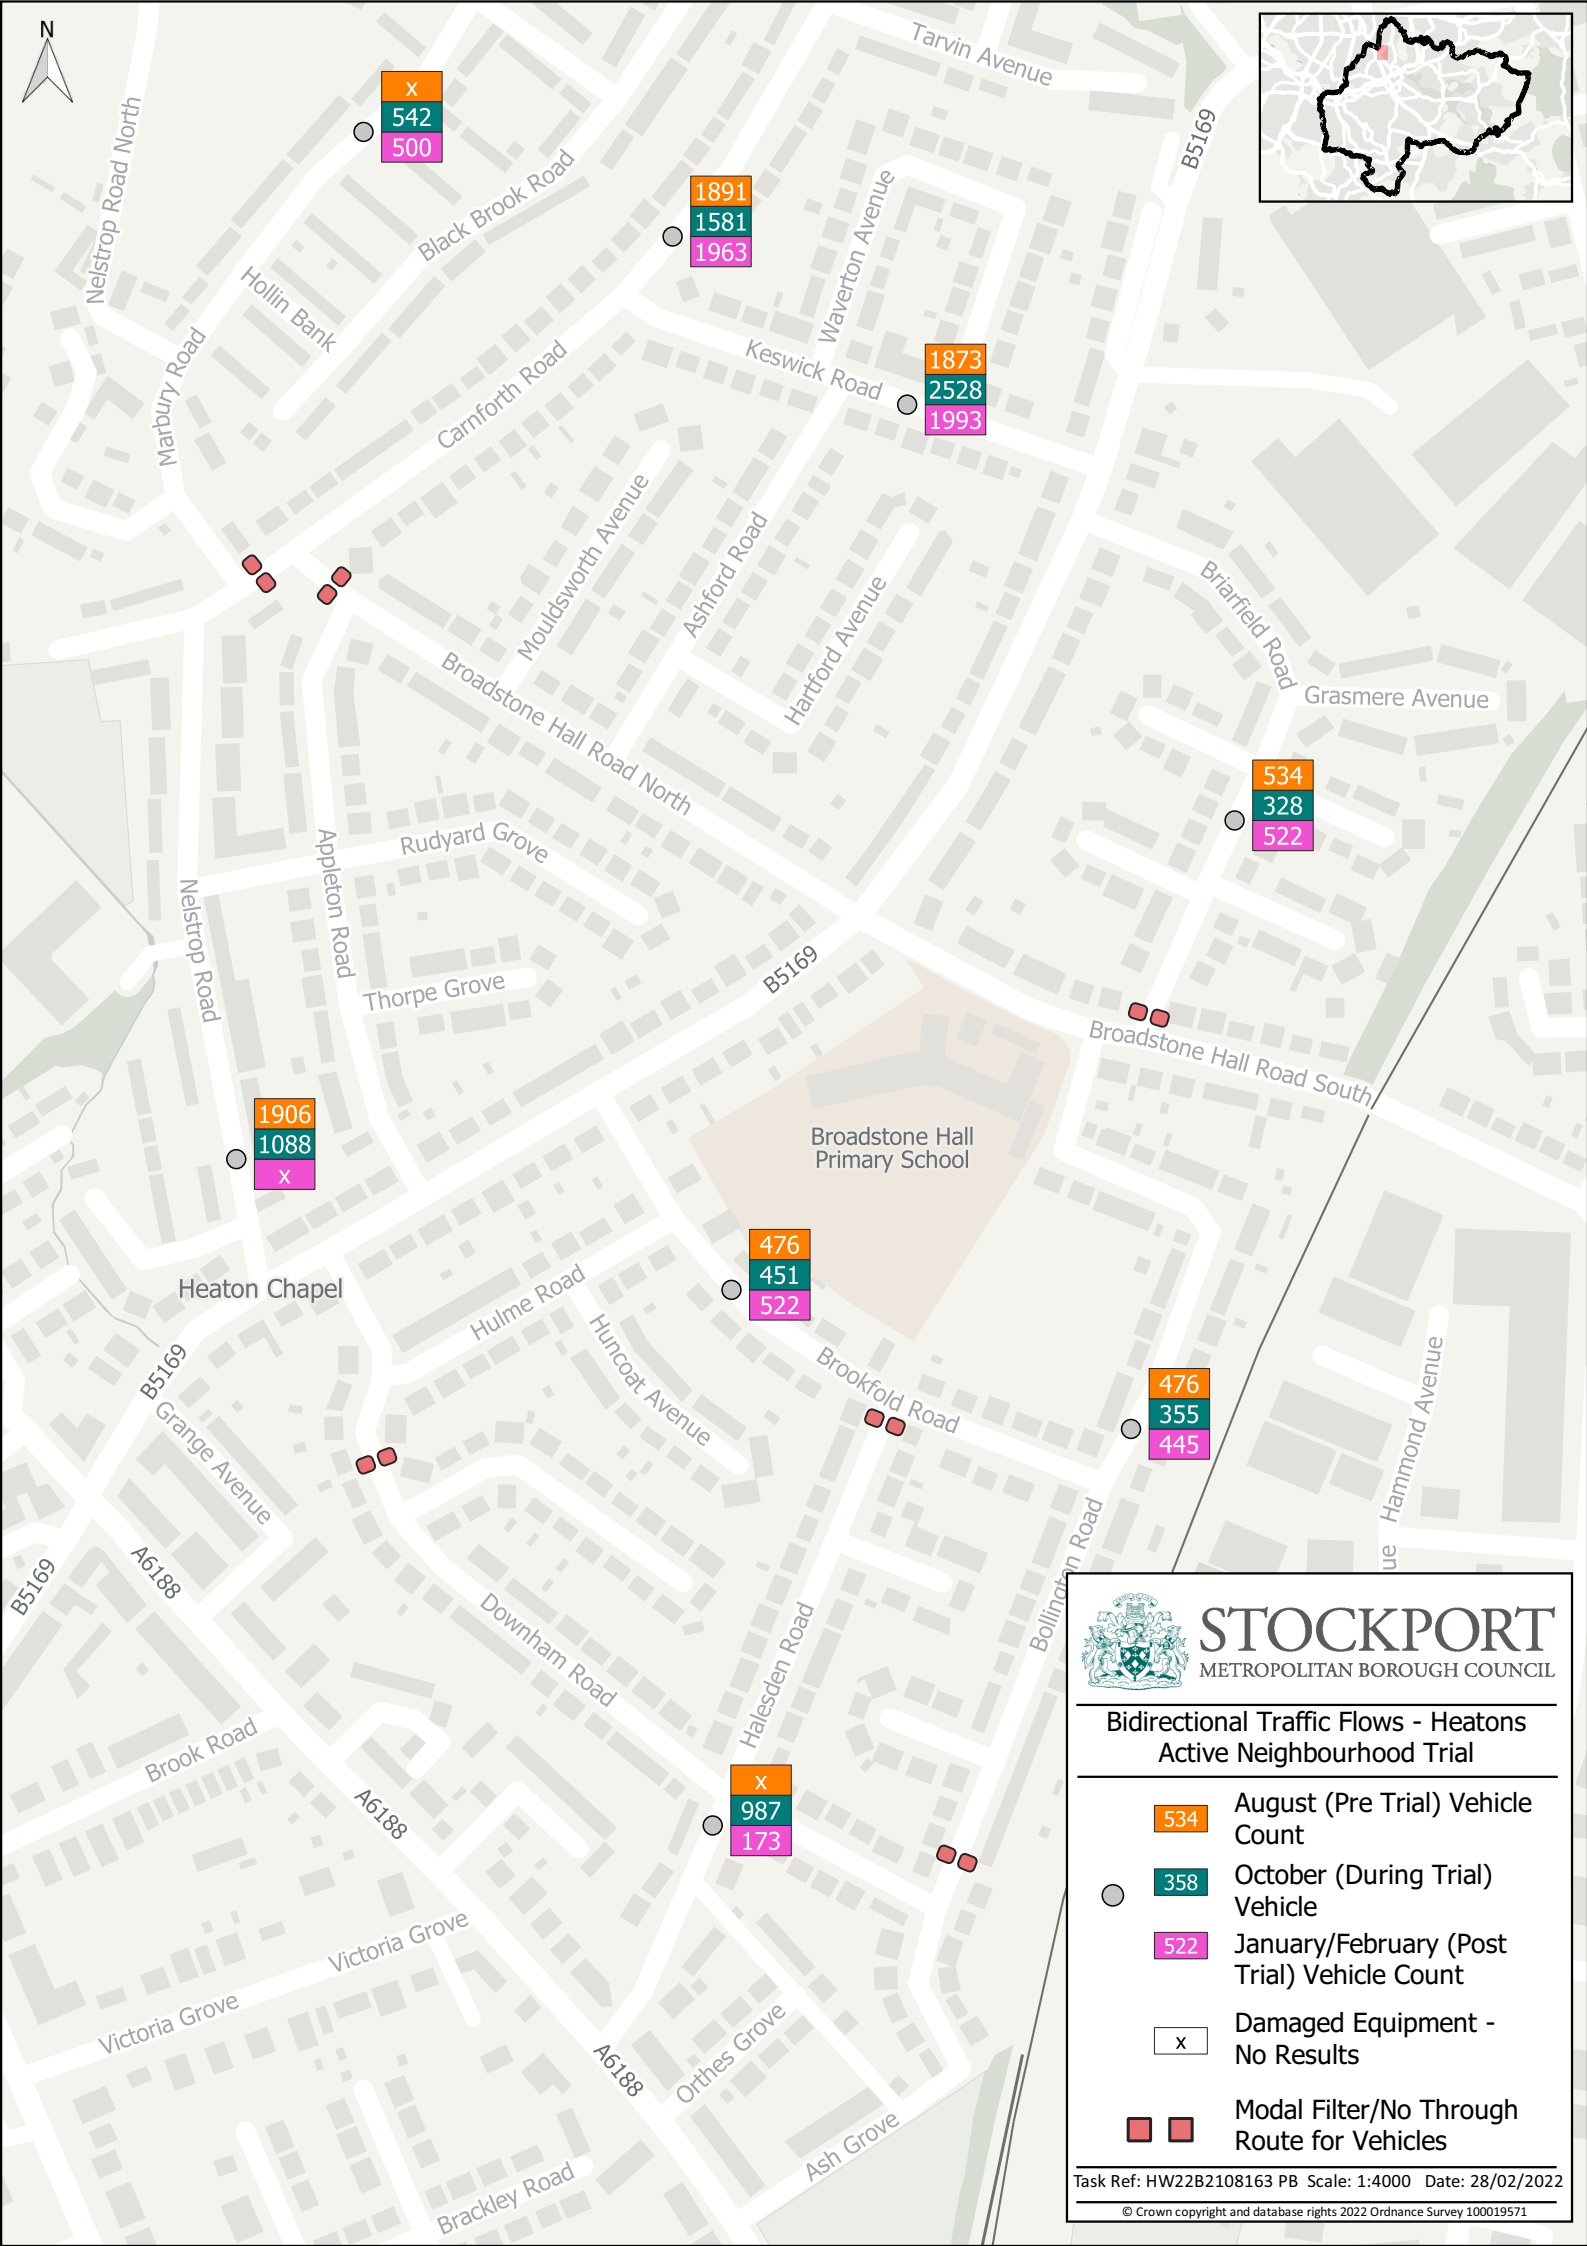 N
Tarvin Avenue
B5169
Nelstrop Road North
x
542
500
Black Brook Road
Hollin Bank
1891
1581
1963
Waverton Avenue
Marbury Road
Carnforth Road
Keswick Road
1873
2528
1993
Mouldsworth Avenue
Ashford Road
Hartford Avenue
Briarfield Road
Grasmere Avenue
Broadstone Hall Road North
534
328
522
Rudyard Grove
Appleton Road
Nelstrop Road
Thorpe Grove
B5169
Broadstone Hall Road South
1906
1088
x
Broadstone Hall
Primary School
476
451
522
Heaton Chapel
Hulme Road
Huncoat Avenue
Brookfold Road
B5169
Grange Avenue
476
355
445
Hammond Avenue
ue
B5169
A6188
Downham Road
Halesden Road
Bollington Road
Brook Road
A6188
x
987
173
Victoria Grove
Victoria Grove
A6188
Orthes Grove
Ash Grove
Brackley Road
STOCKPORT
METROPOLITAN BOROUGH COUNCIL
Bidirectional Traffic Flows - Heatons
Active Neighbourhood Trial
534
August (Pre Trial) Vehicle
Count
358
October (During Trial)
Vehicle
522
January/February (Post
Trial) Vehicle Count
x
Damaged Equipment -
No Results
Modal Filter/No Through
Route for Vehicles
Task Ref: HW22B2108163 PB Scale: 1:4000 Date: 28/02/2022
© Crown copyright and database rights 2022 Ordnance Survey 100019571